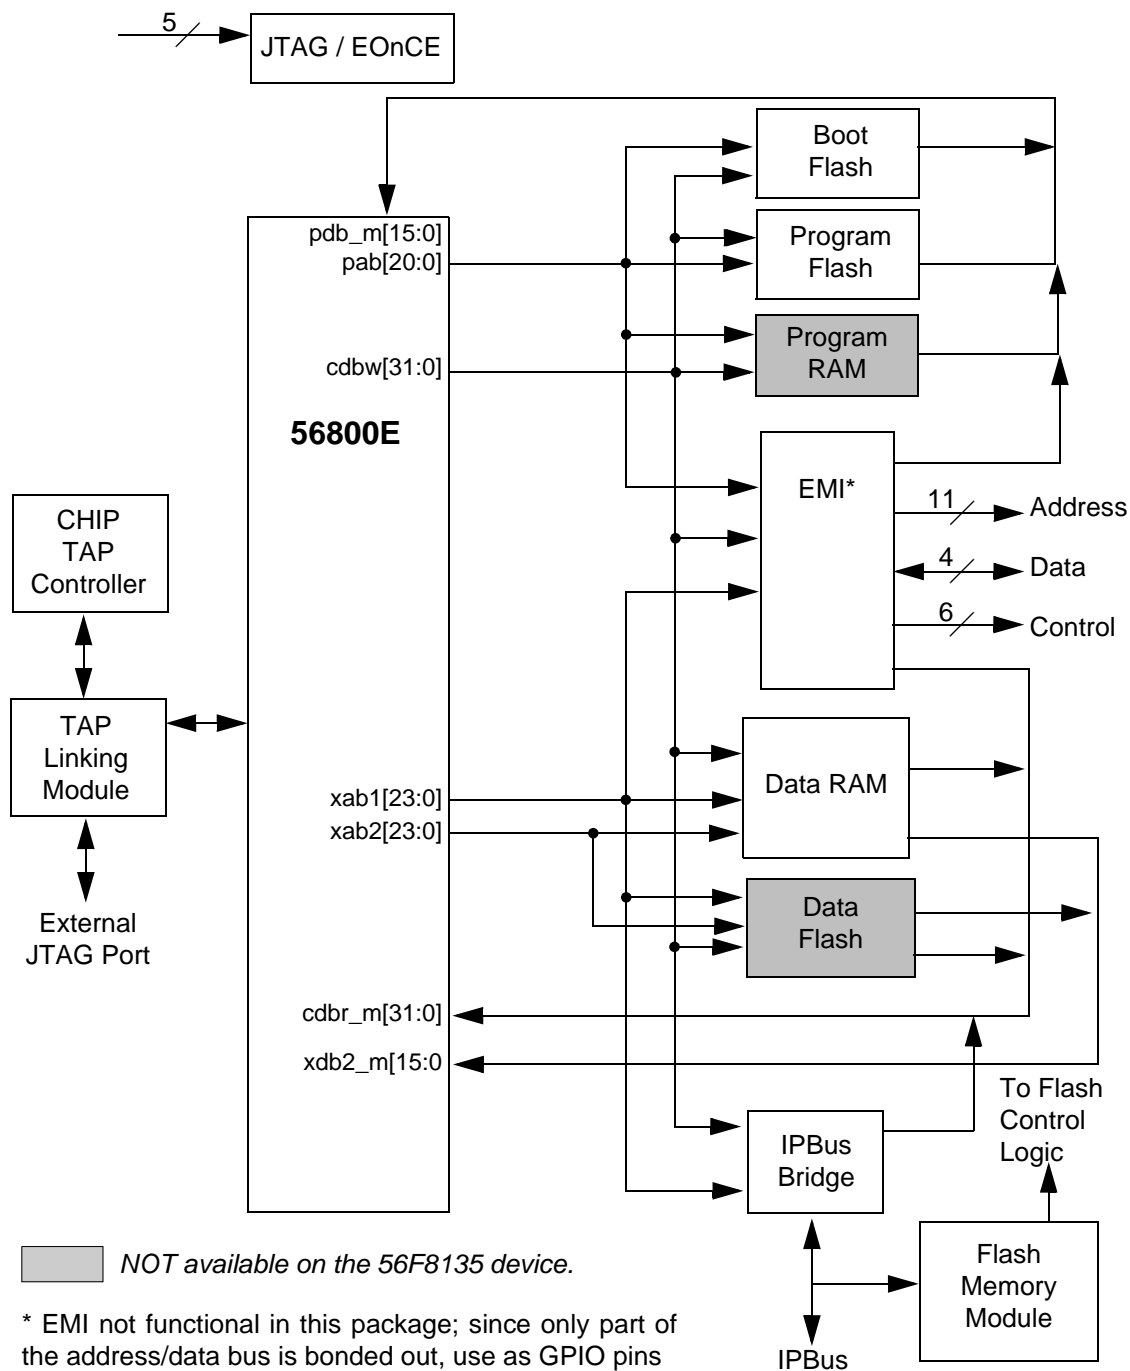 5
JTAG / EOnCE
Boot
Flash
pdb_m[15:0]
pab[20:0]
Program
Flash
cdbw[31:0]
Program
RAM
56800E
EMI*
11
Address
4
Data
6
Control
CHIP
TAP
Controller
TAP
Linking
Module
External
JTAG Port
xab1[23:0]
xab2[23:0]
Data RAM
Data
Flash
cdbr_m[31:0]
xdb2_m[15:0
To Flash
Control
Logic
IPBus
Bridge
Flash
Memory
Module
IPBus
NOT available on the 56F8135 device.
* EMI not functional in this package; since only part of
the address/data bus is bonded out, use as GPIO pins